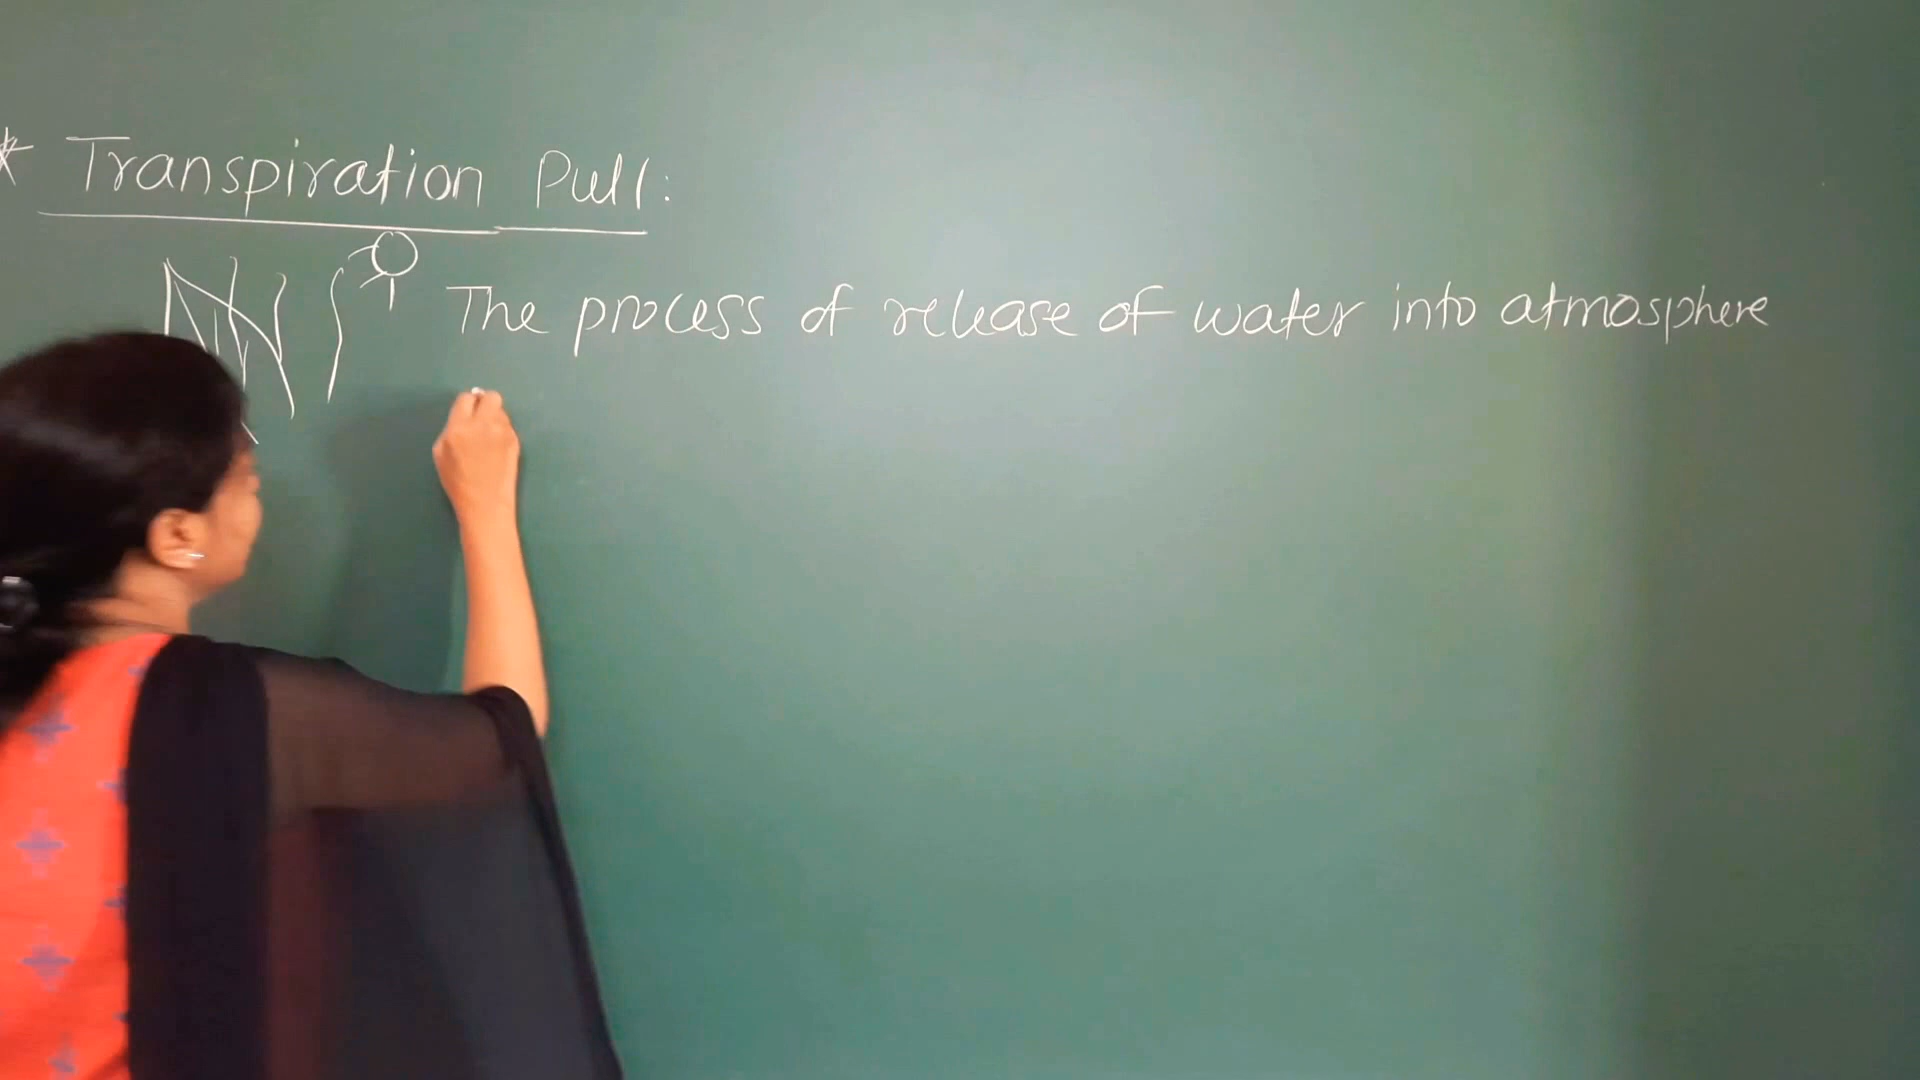 * Transpiration Pull:
The process of release of water into atmosphere